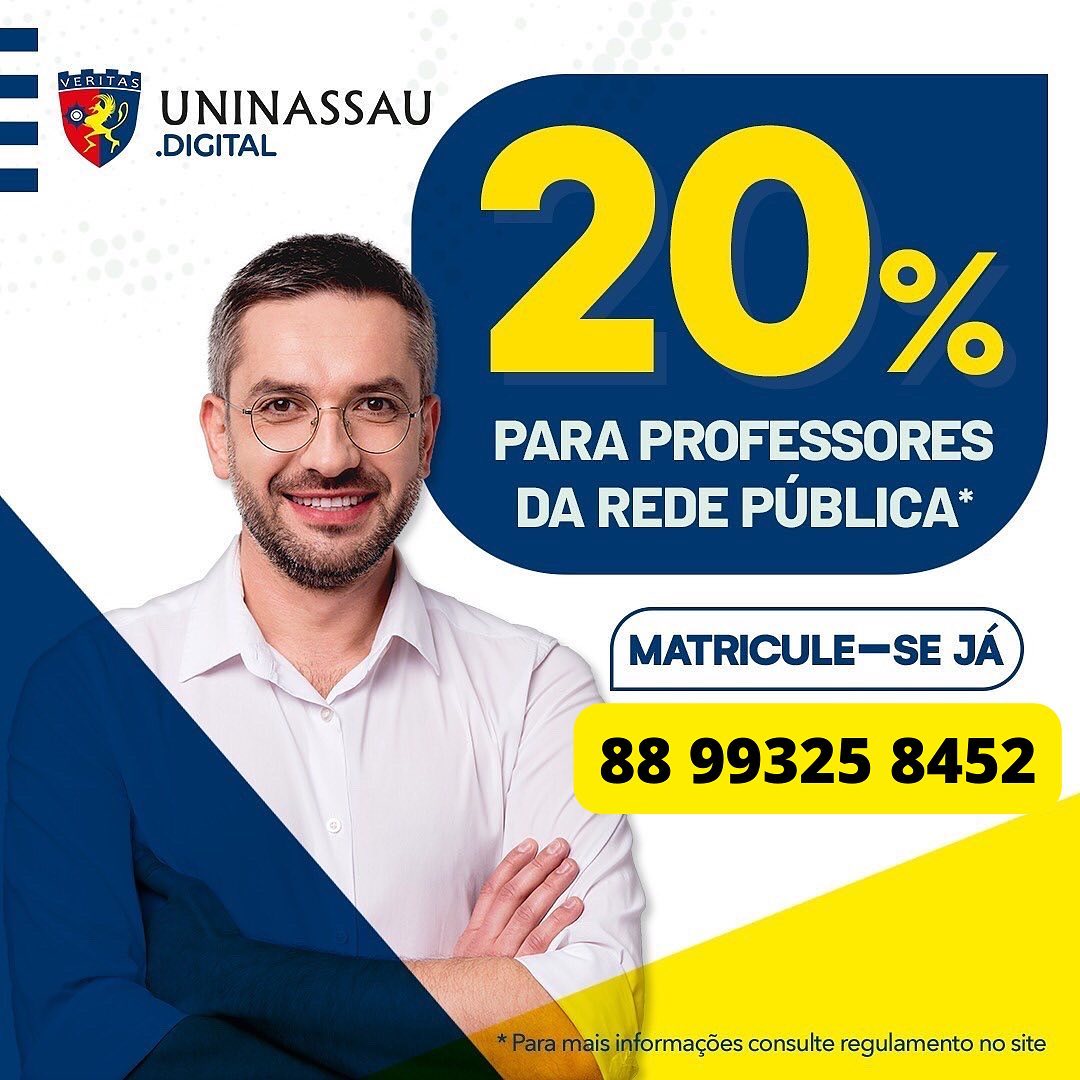 VERITAS
UNINASSAU
.DIGITAL
20%
PARA PROFESSORES
DA REDE PÚBLICA*
MATRICULE-SE JÁ
88 99325 8452
* Para mais informações consulte regulamento no site